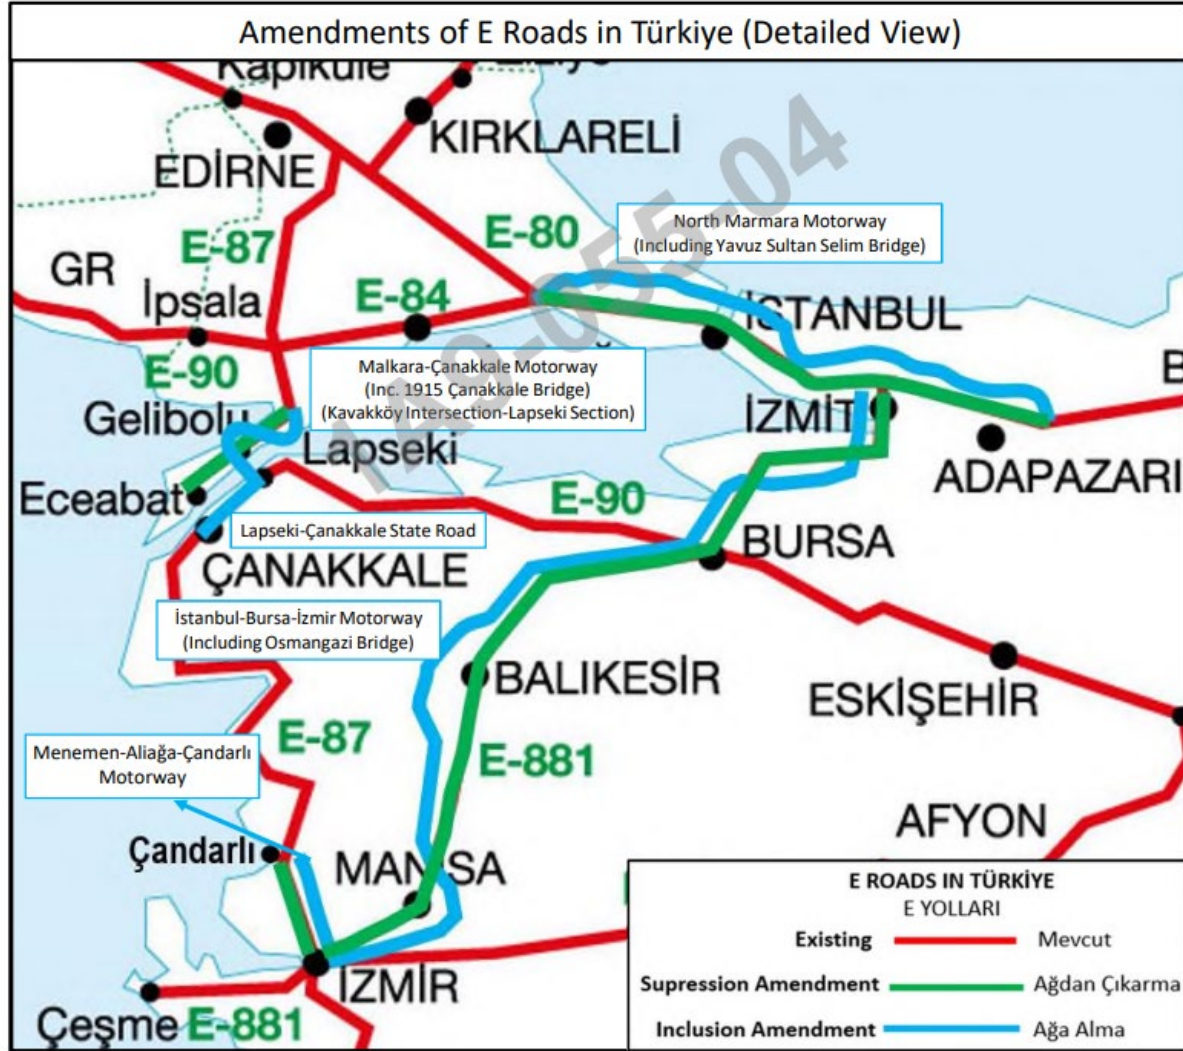 Amendments of E Roads in Türkiye (Detailed View)
Kapıkule
KIRKLARELİ
EDİRNE
E-80
E-87
GR
İpsala
E-84
North Marmara Motorway
(Including Yavuz Sultan Selim Bridge)
İSTANBUL
E-90
Malkara-Çanakkale Motorway
(Inc. 1915 Çanakkale Bridge)
(Kavakköy Intersection-Lapseki Section)
B
Gelibolu
Lapseki
İZMİT
ADAPAZARI
Eceabat
E-90
Lapseki-Çanakkale State Road
BURSA
ÇANAKKALE
İstanbul-Bursa-İzmir Motorway
(Including Osmangazi Bridge)
BALIKESİR
ESKİŞEHİR
E-87
E-881
Menemen-Aliağa-Çandarlı
Motorway
AFYON
Çandarlı
MANİSA
İZMİR
Çeşme
E-881
E ROADS IN TÜRKİYE
E YOLLARI
Existing Mevcut
Supression Amendment Ağdan Çıkarma
Inclusion Amendment Ağa Alma
1A9-055-04